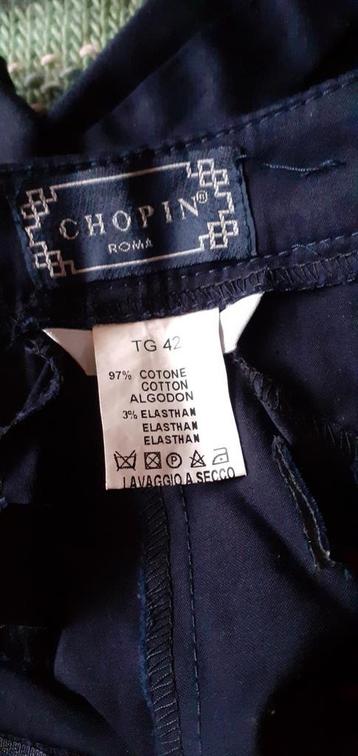 CHOPIN®
ROMA
TG 42
97% COTONE
COTTON
ALGODON
3% ELASTHAN
ELASTHAN
ELASTHAN
P
LAVAGGIO A SECCO